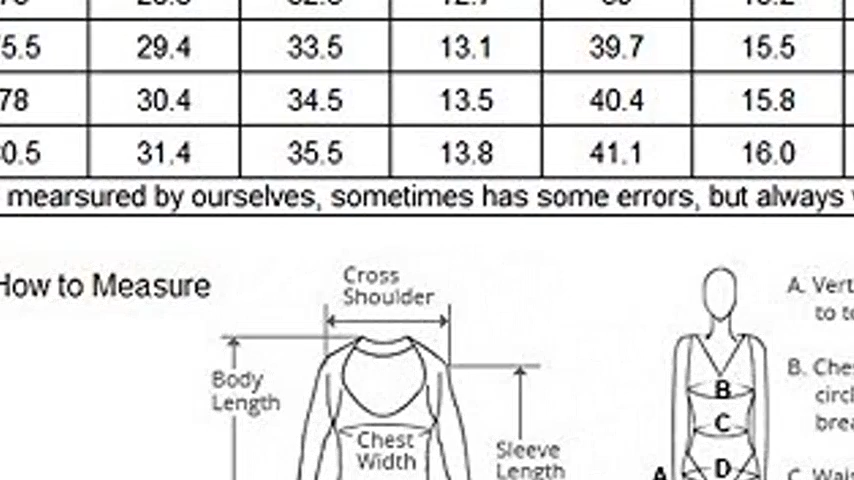 5.5 29.4 33.5 13.1 39.7 15.5
78 30.4 34.5 13.5 40.4 15.8
0.5 31.4 35.5 13.8 41.1 16.0
mearsured by ourselves, sometimes has some errors, but always
How to Measure
Cross
Shoulder
Body
Length
Chest
Width
Sleeve
Length
B
C
D
A
A. Vert
to to
B. Ches
circl
brea
C. Wais